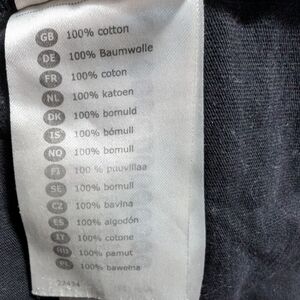 GB 100% cotton
DE 100% Baumwolle
FR 100% coton
NL 100% katoen
DK 100% bomuld
IS 100% bómull
NO 100% bomull
FI 100 % puuvillaa
SE 100% bomull
CZ 100% bavlna
ES 100% algodón
IT 100% cotone
100% pamut
100% bawełna
22434